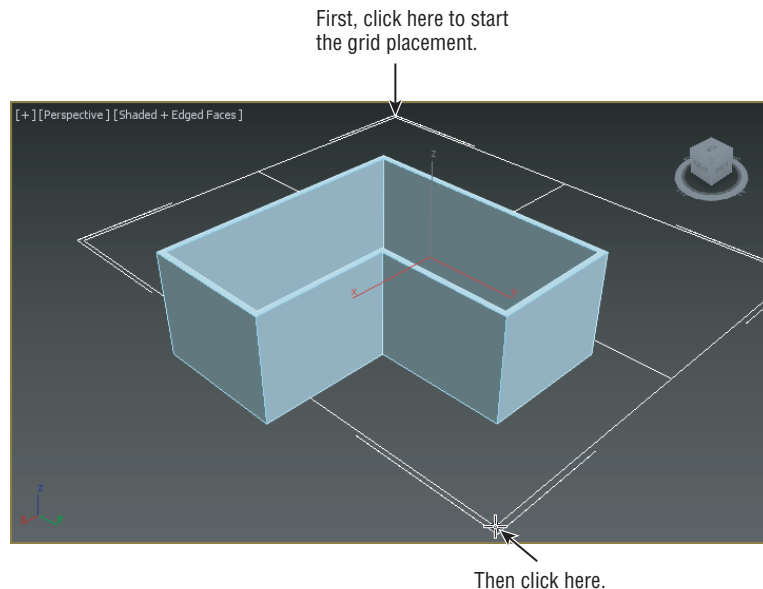 First, click here to start
the grid placement.
[+][Perspective][Shaded + Edged Faces]
z
x
z
Then click here.